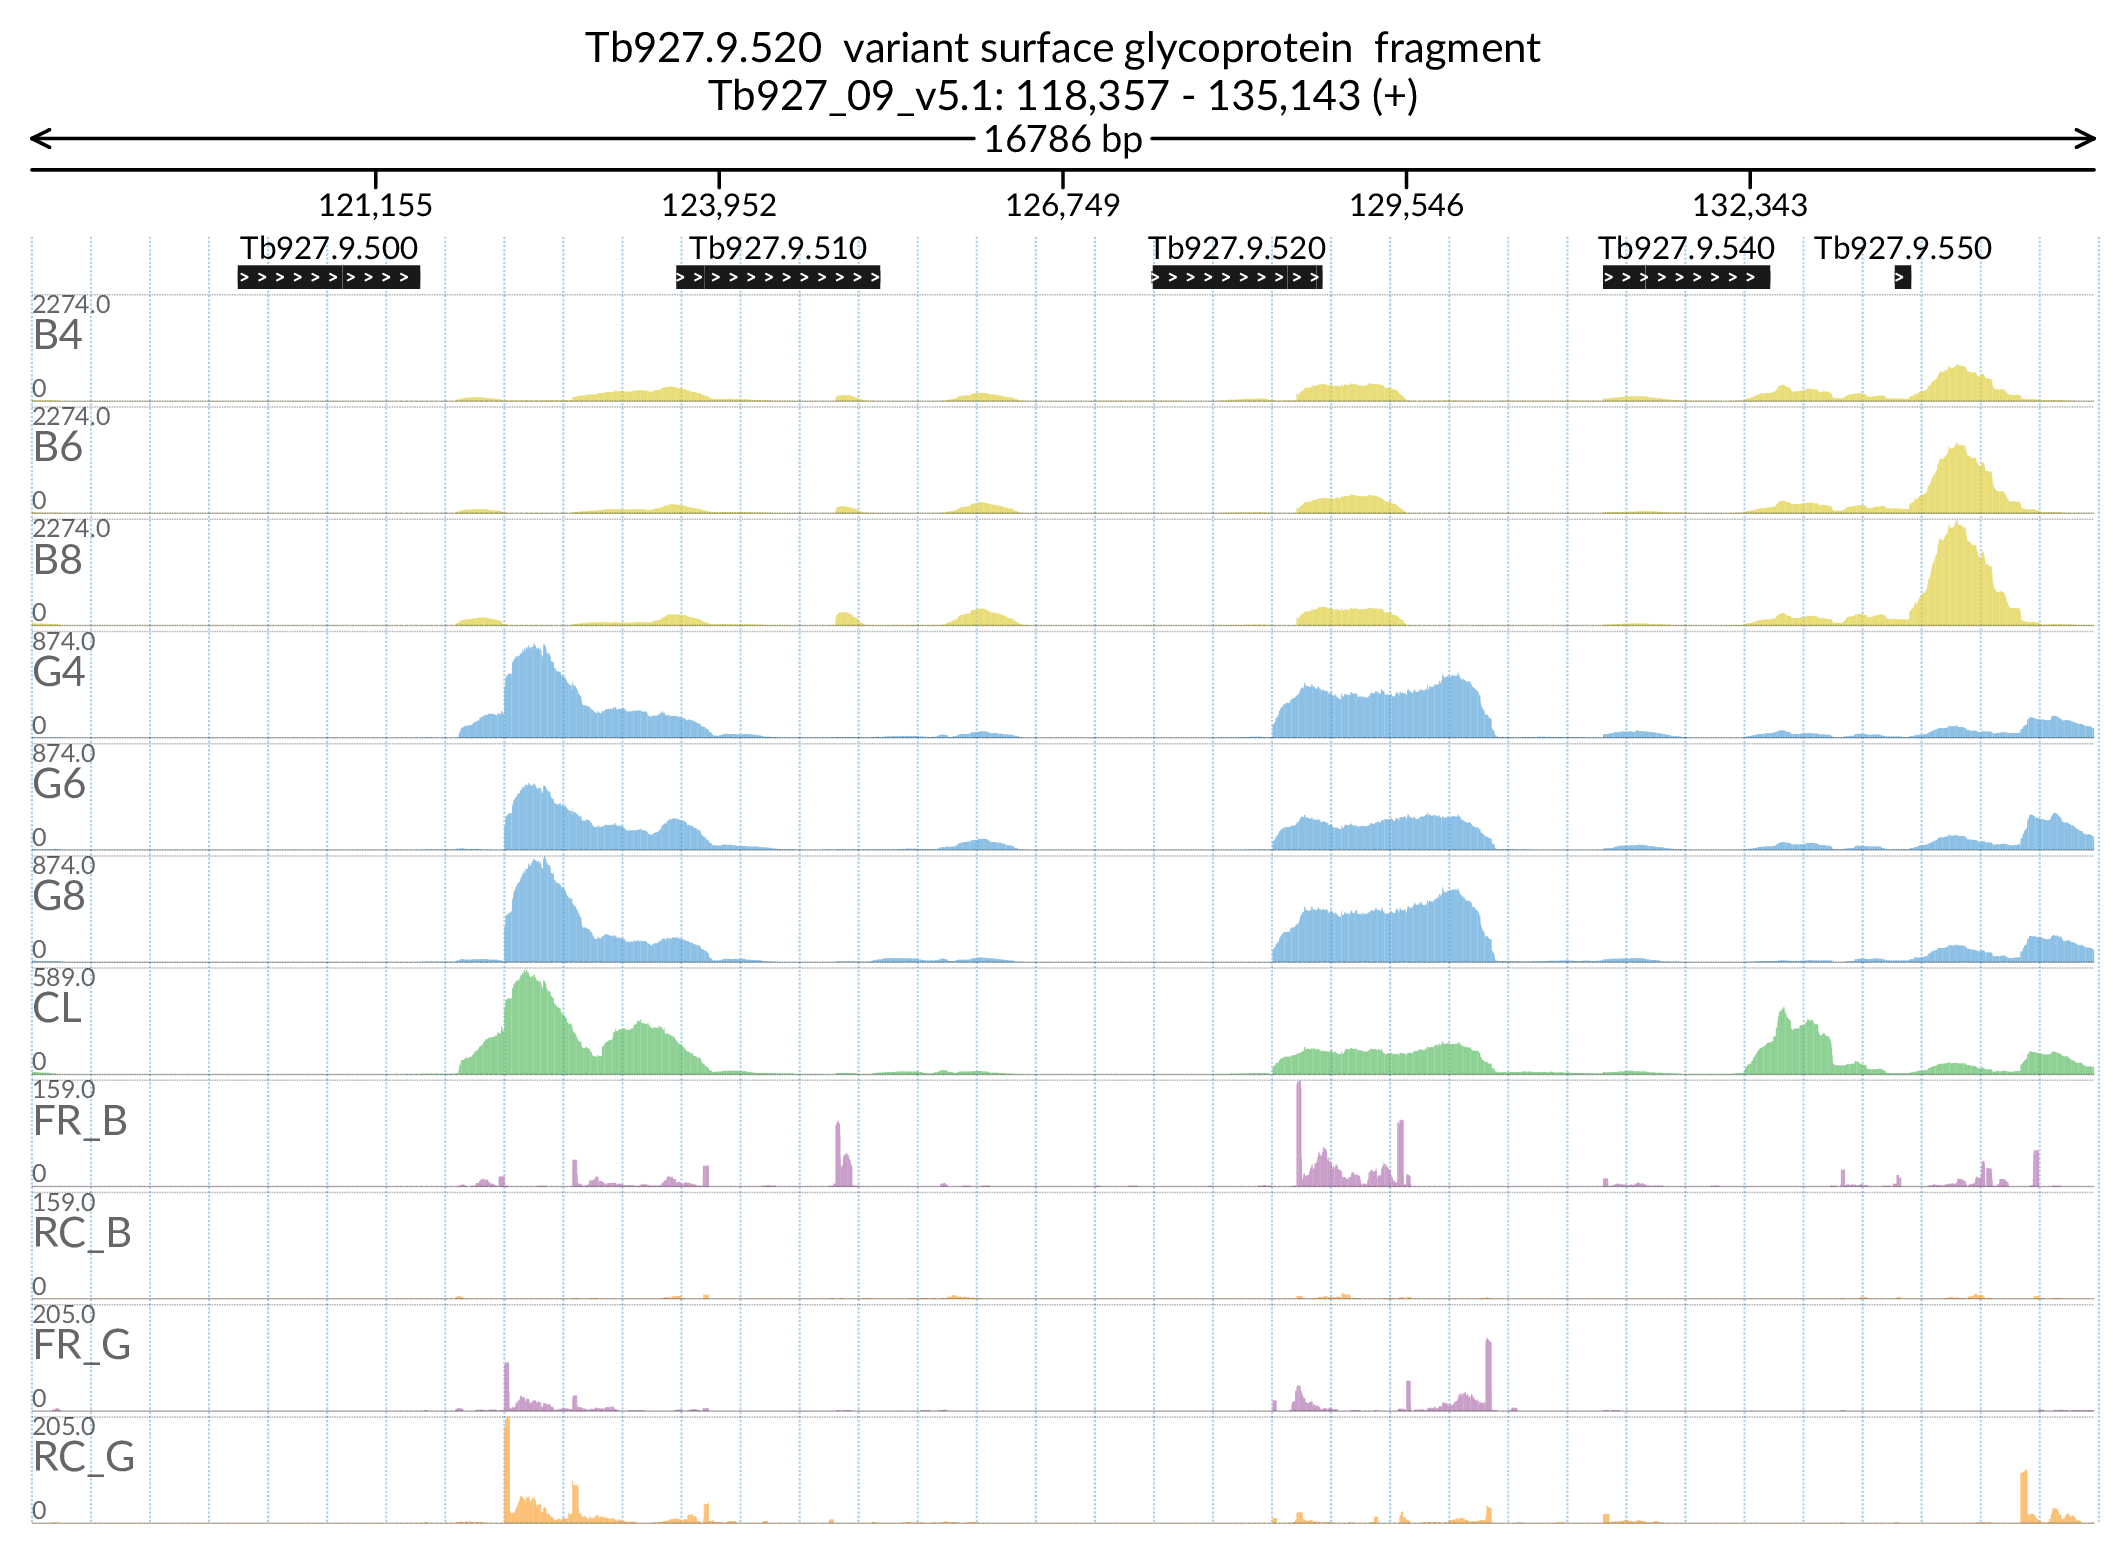 Tb927.9.520 variant surface glycoprotein fragment
Tb927_09_v5.1: 118,357 - 135,143 (+)
16786 bp
121,155 123,952 126,749 129,546 132,343
Tb927.9.500 Tb927.9.510 Tb927.9.520 Tb927.9.540 Tb927.9.550
2274.0
B4
0
2274.0
B6
0
2274.0
B8
0
874.0
G4
0
874.0
G6
0
874.0
G8
0
589.0
CL
0
159.0
FR_B
0
159.0
RC_B
0
205.0
FR_G
0
205.0
RC_G
0